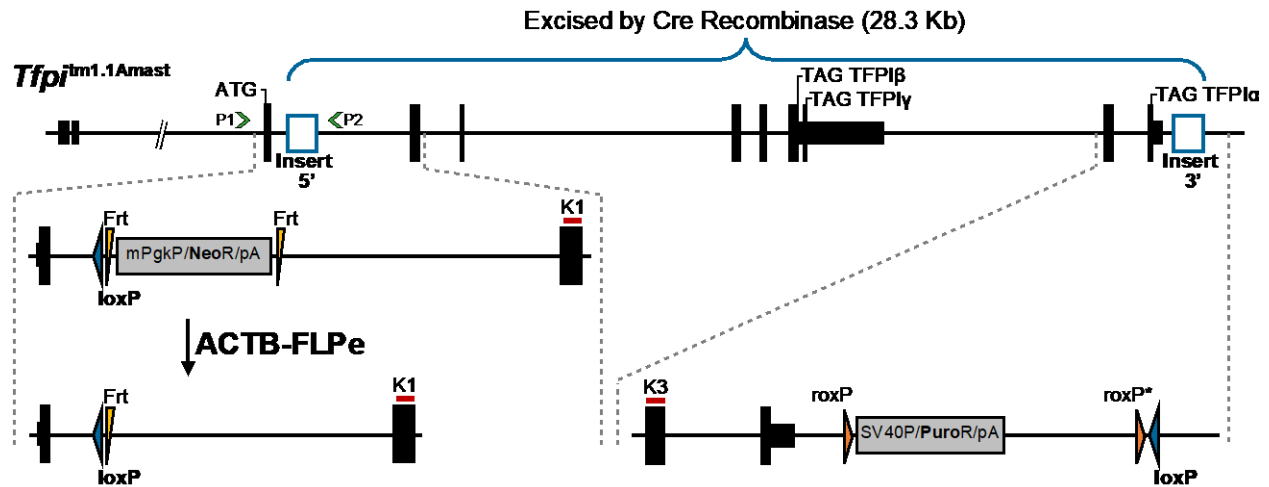 Excised by Cre Recombinase (28.3 Kb)
Tfpi^tm1.1Amast
ATG
TAG TFPIβ
TAG TFPIγ
TAG TFPIα
P1
P2
Insert
5'
Insert
3'
Frt
Frt
K1
mPgkP/NeoR/pA
loxP
ACTB-FLPe
Frt
K1
loxP
K3
roxP
roxP*
SV40P/PuroR/pA
loxP